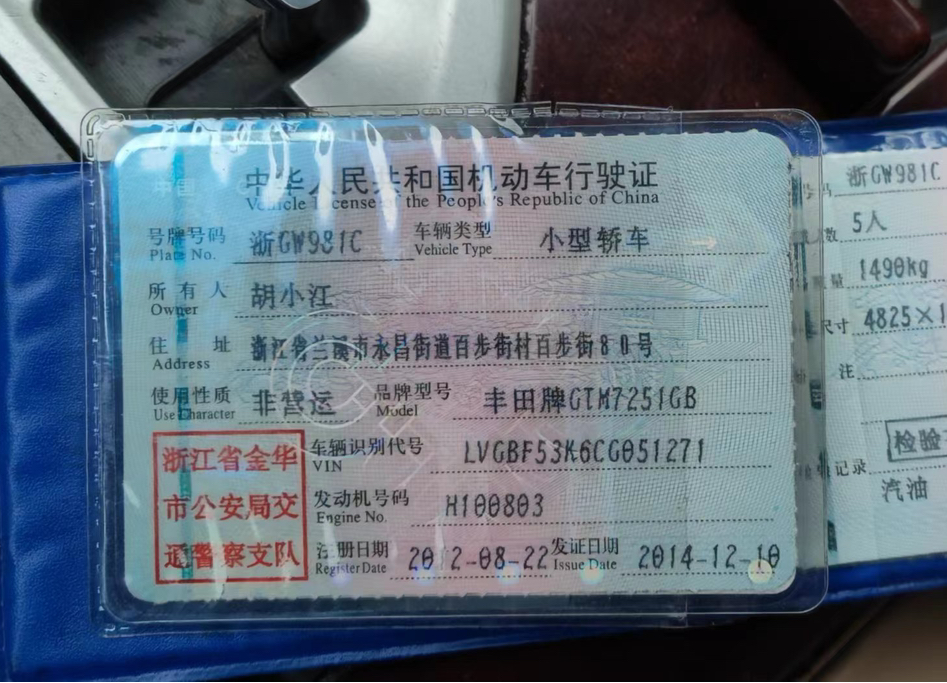 中华人民共和国机动车行驶证
Vehicle License of the People's Republic of China
号牌号码 浙GW981C 车辆类型 小型轿车
Plate No. Vehicle Type
所有人 胡小江
Owner
住址 浙江省兰溪市永昌街道百步街村百步街80号
Address
使用性质 非营运 品牌型号 丰田牌GTM7251GB
Use Character Model
浙江省金华
市公安局交
通警察支队
车辆识别代号 LVGBF53K6CG051271
VIN
发动机号码 H100803
Engine No.
注册日期 2012-08-22 发证日期 2014-12-10
Register Date Issue Date
浙GW981C
5人
1490kg
尺寸 4825×1
注
检验
记录
汽油